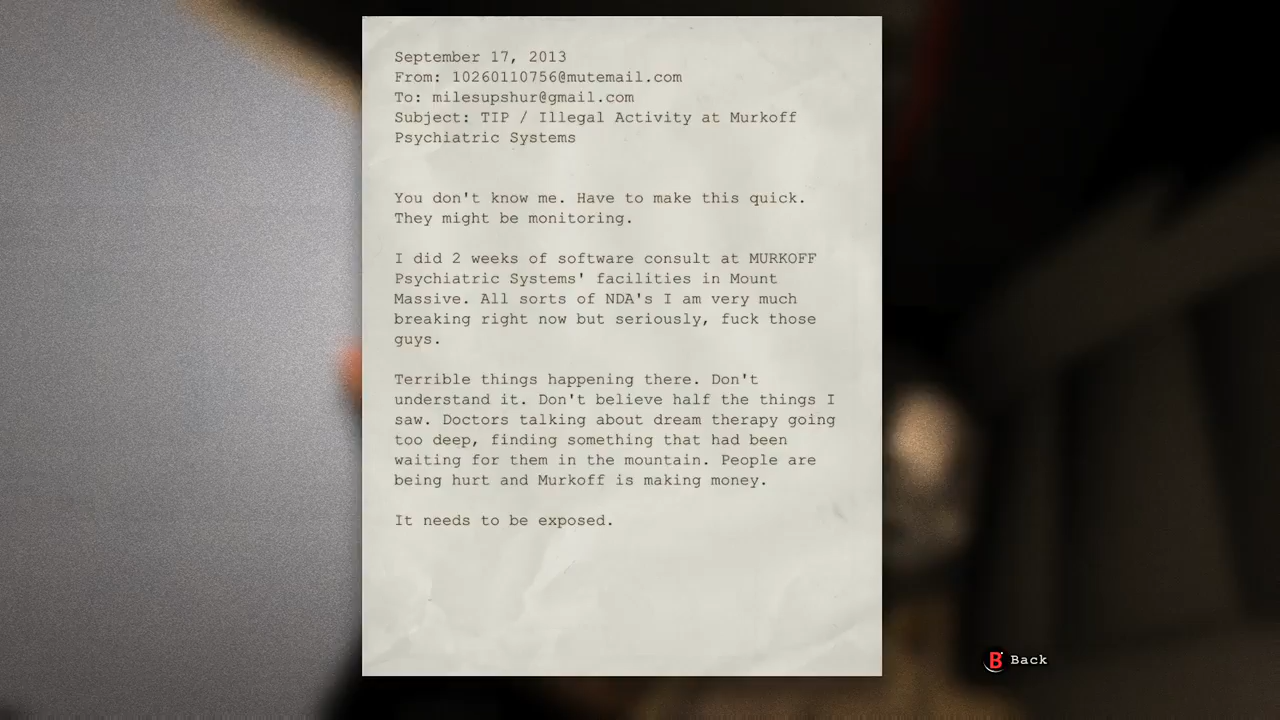 September 17, 2013
From: 10260110756@mutemail.com
To: milesupshur@gmail.com
Subject: TIP / Illegal Activity at Murkoff
Psychiatric Systems
You don't know me. Have to make this quick.
They might be monitoring.
I did 2 weeks of software consult at MURKOFF
Psychiatric Systems' facilities in Mount
Massive. All sorts of NDA's I am very much
breaking right now but seriously, fuck those
guys.
Terrible things happening there. Don't
understand it. Don't believe half the things I
saw. Doctors talking about dream therapy going
too deep, finding something that had been
waiting for them in the mountain. People are
being hurt and Murkoff is making money.
It needs to be exposed.
B Back